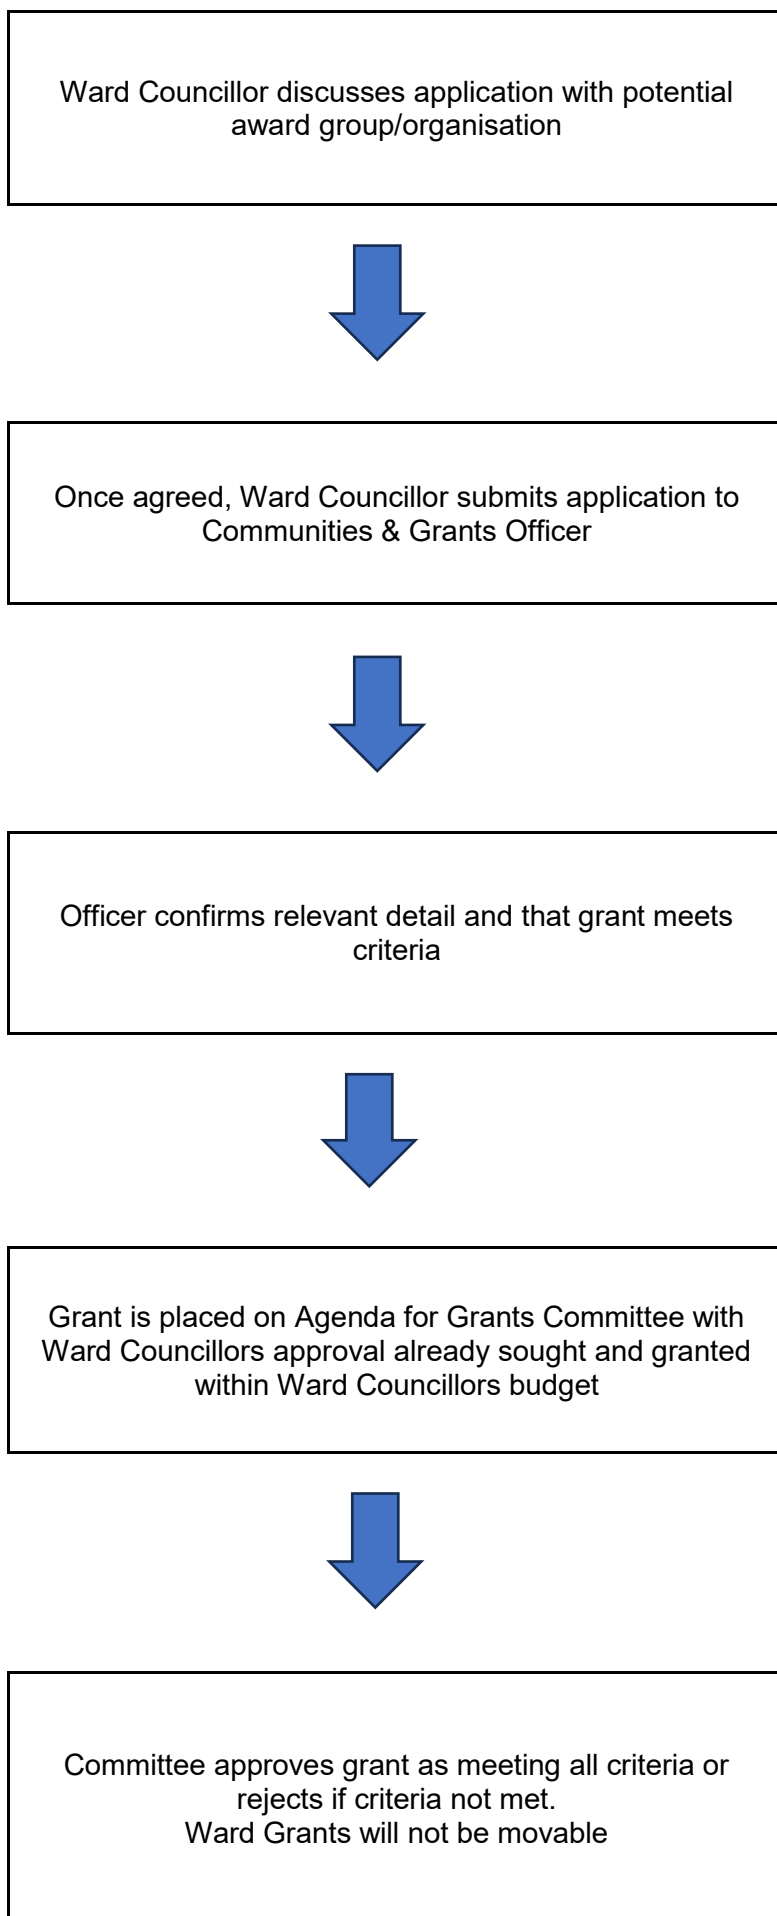 Ward Councillor discusses application with potential
award group/organisation
Once agreed, Ward Councillor submits application to
Communities & Grants Officer
Officer confirms relevant detail and that grant meets
criteria
Grant is placed on Agenda for Grants Committee with
Ward Councillors approval already sought and granted
within Ward Councillors budget
Committee approves grant as meeting all criteria or
rejects if criteria not met.
Ward Grants will not be movable